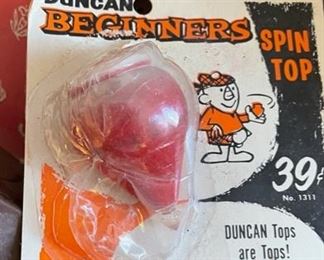 DUNCAN
BEGINNERS
SPIN
TOP
39¢
No. 1311
DUNCAN Tops
are Tops!